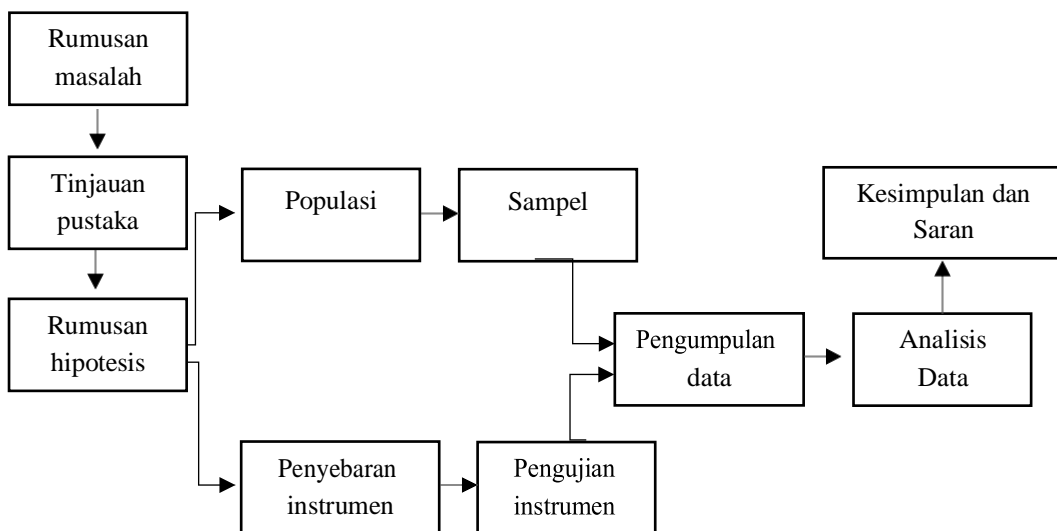 Rumusan
masalah
Tinjauan
pustaka
Rumusan
hipotesis
Populasi
Sampel
Penyebaran
instrumen
Pengujian
instrumen
Pengumpulan
data
Analisis
Data
Kesimpulan dan
Saran